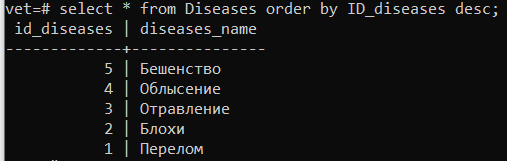 vet=# select * from Diseases order by ID_diseases desc;
id_diseases | diseases_name
-------------+---------------
5 | Бешенство
4 | Облысение
3 | Отравление
2 | Блохи
1 | Перелом